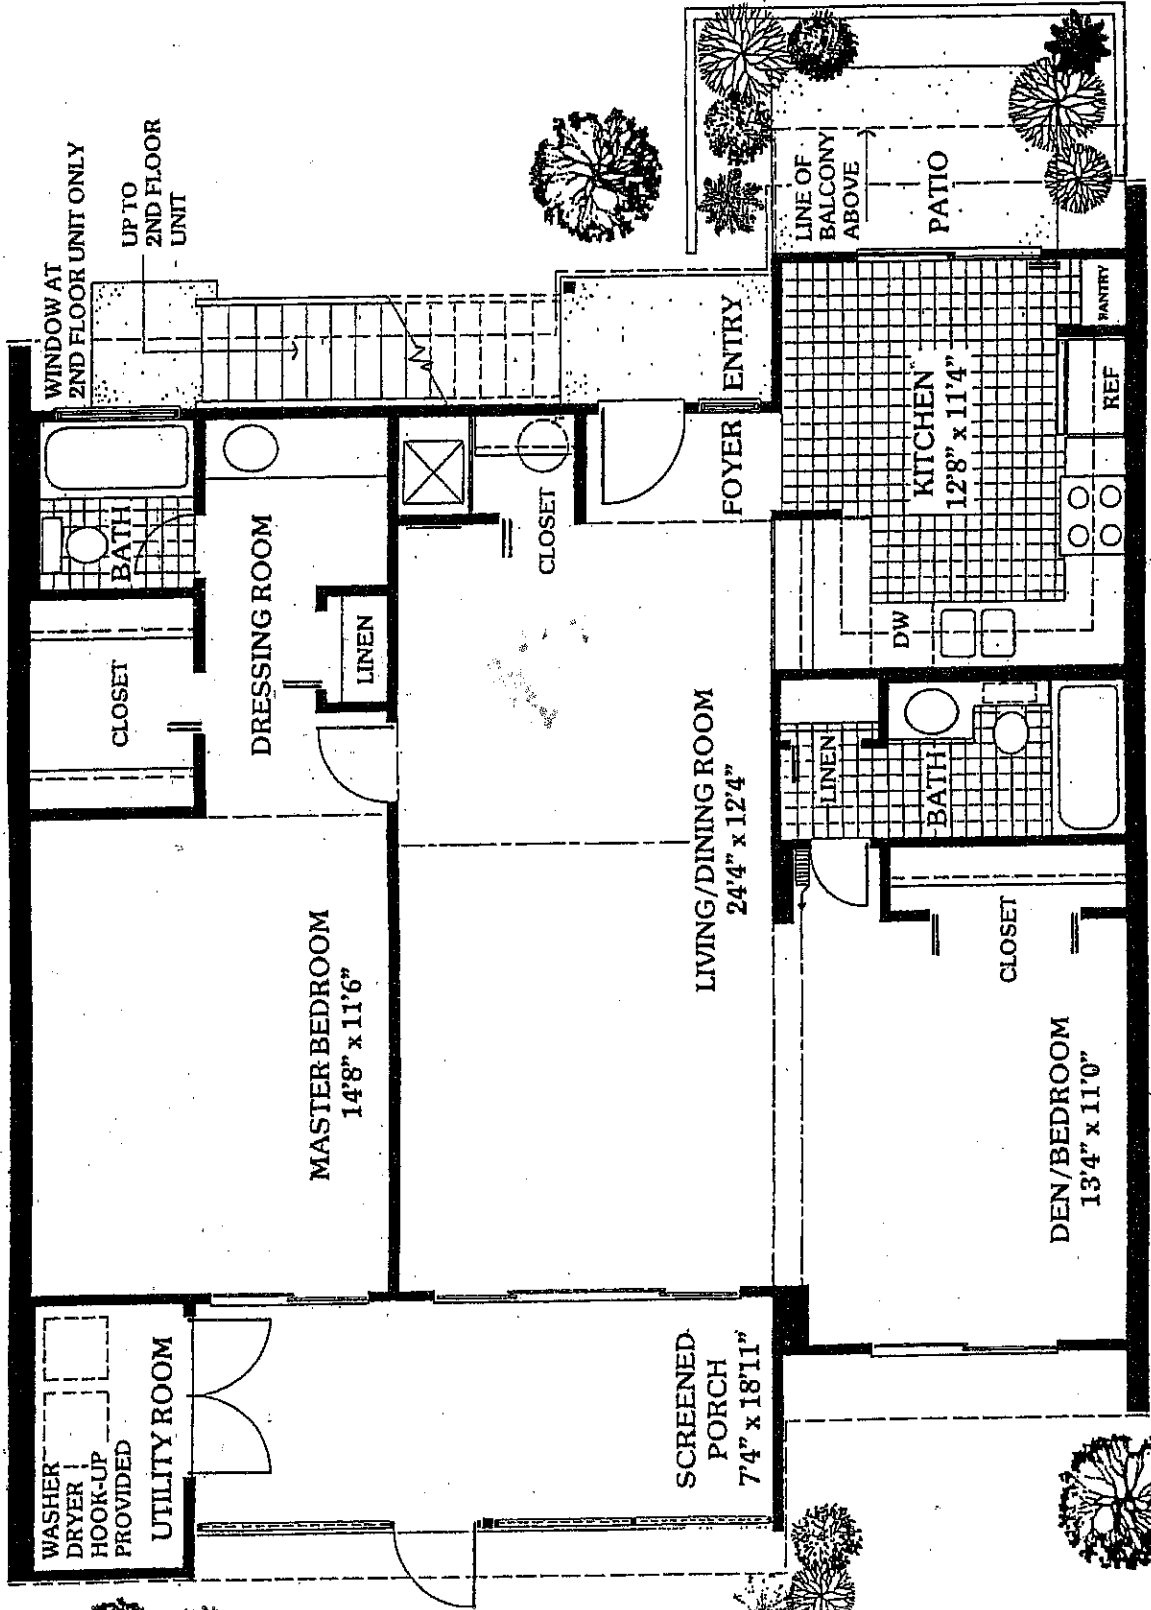 WINDOW AT
2ND FLOOR UNIT ONLY
UP TO
2ND FLOOR
UNIT
LINE OF
BALCONY
ABOVE
PATIO
ENTRY
FOYER
PANTRY
REF
KITCHEN
12'8" x 11'4"
DW
BATH
DRESSING ROOM
CLOSET
LINEN
CLOSET
LIVING/DINING ROOM
24'4" x 12'4"
LINEN
BATH
CLOSET
MASTER BEDROOM
14'8" x 11'6"
DEN/BEDROOM
13'4" x 11'0"
WASHER
DRYER
HOOK-UP
PROVIDED
UTILITY ROOM
SCREENED
PORCH
7'4" x 18'11"